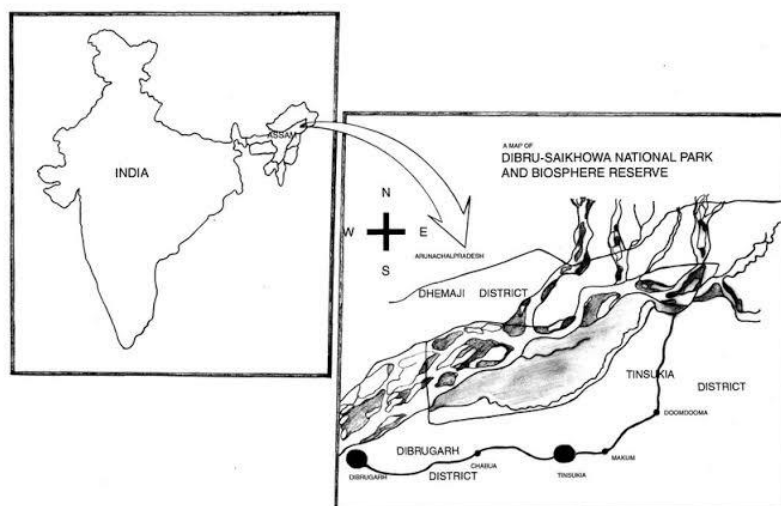 INDIA
ASSAM
A MAP OF
DIBRU-SAIKHOWA NATIONAL PARK
AND BIOSPHERE RESERVE
N
W E
S
ARUNACHALPRADESH
DHEMAJI DISTRICT
TINSUKIA
DISTRICT
DOOMDOOMA
DIBRUGARH
DISTRICT
CHABUA
MAKUM
DIBRUGARH
TINSUKIA